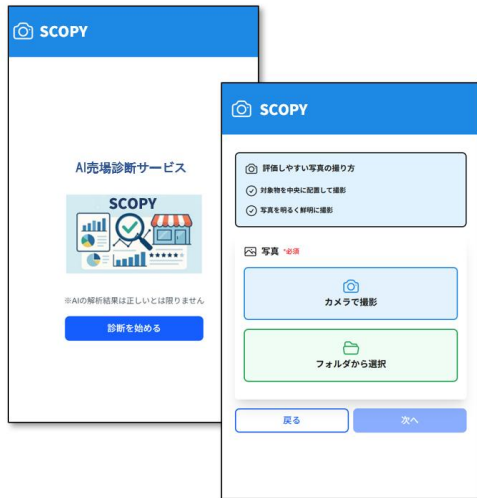 SCOPY
AI売場診断サービス
SCOPY
※AIの解析結果は正しいとは限りません
診断を始める
SCOPY
評価しやすい写真の撮り方
対象物を中央に配置して撮影
写真を明るく鮮明に撮影
写真 *必須
カメラで撮影
フォルダから選択
戻る
次へ